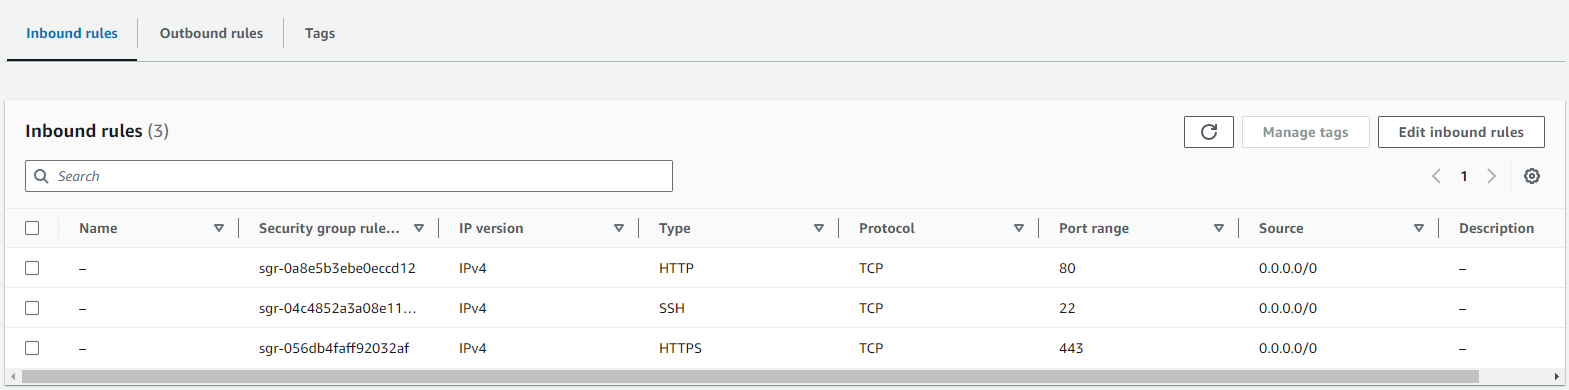 Inbound rules Outbound rules Tags
Inbound rules (3)
Manage tags Edit inbound rules
Search
1
Name Security group rule... IP version Type Protocol Port range Source Description
– sgr-0a8e5b3ebe0eccd12 IPv4 HTTP TCP 80 0.0.0.0/0 –
– sgr-04c4852a3a08e11... IPv4 SSH TCP 22 0.0.0.0/0 –
– sgr-056db4faff92032af IPv4 HTTPS TCP 443 0.0.0.0/0 –